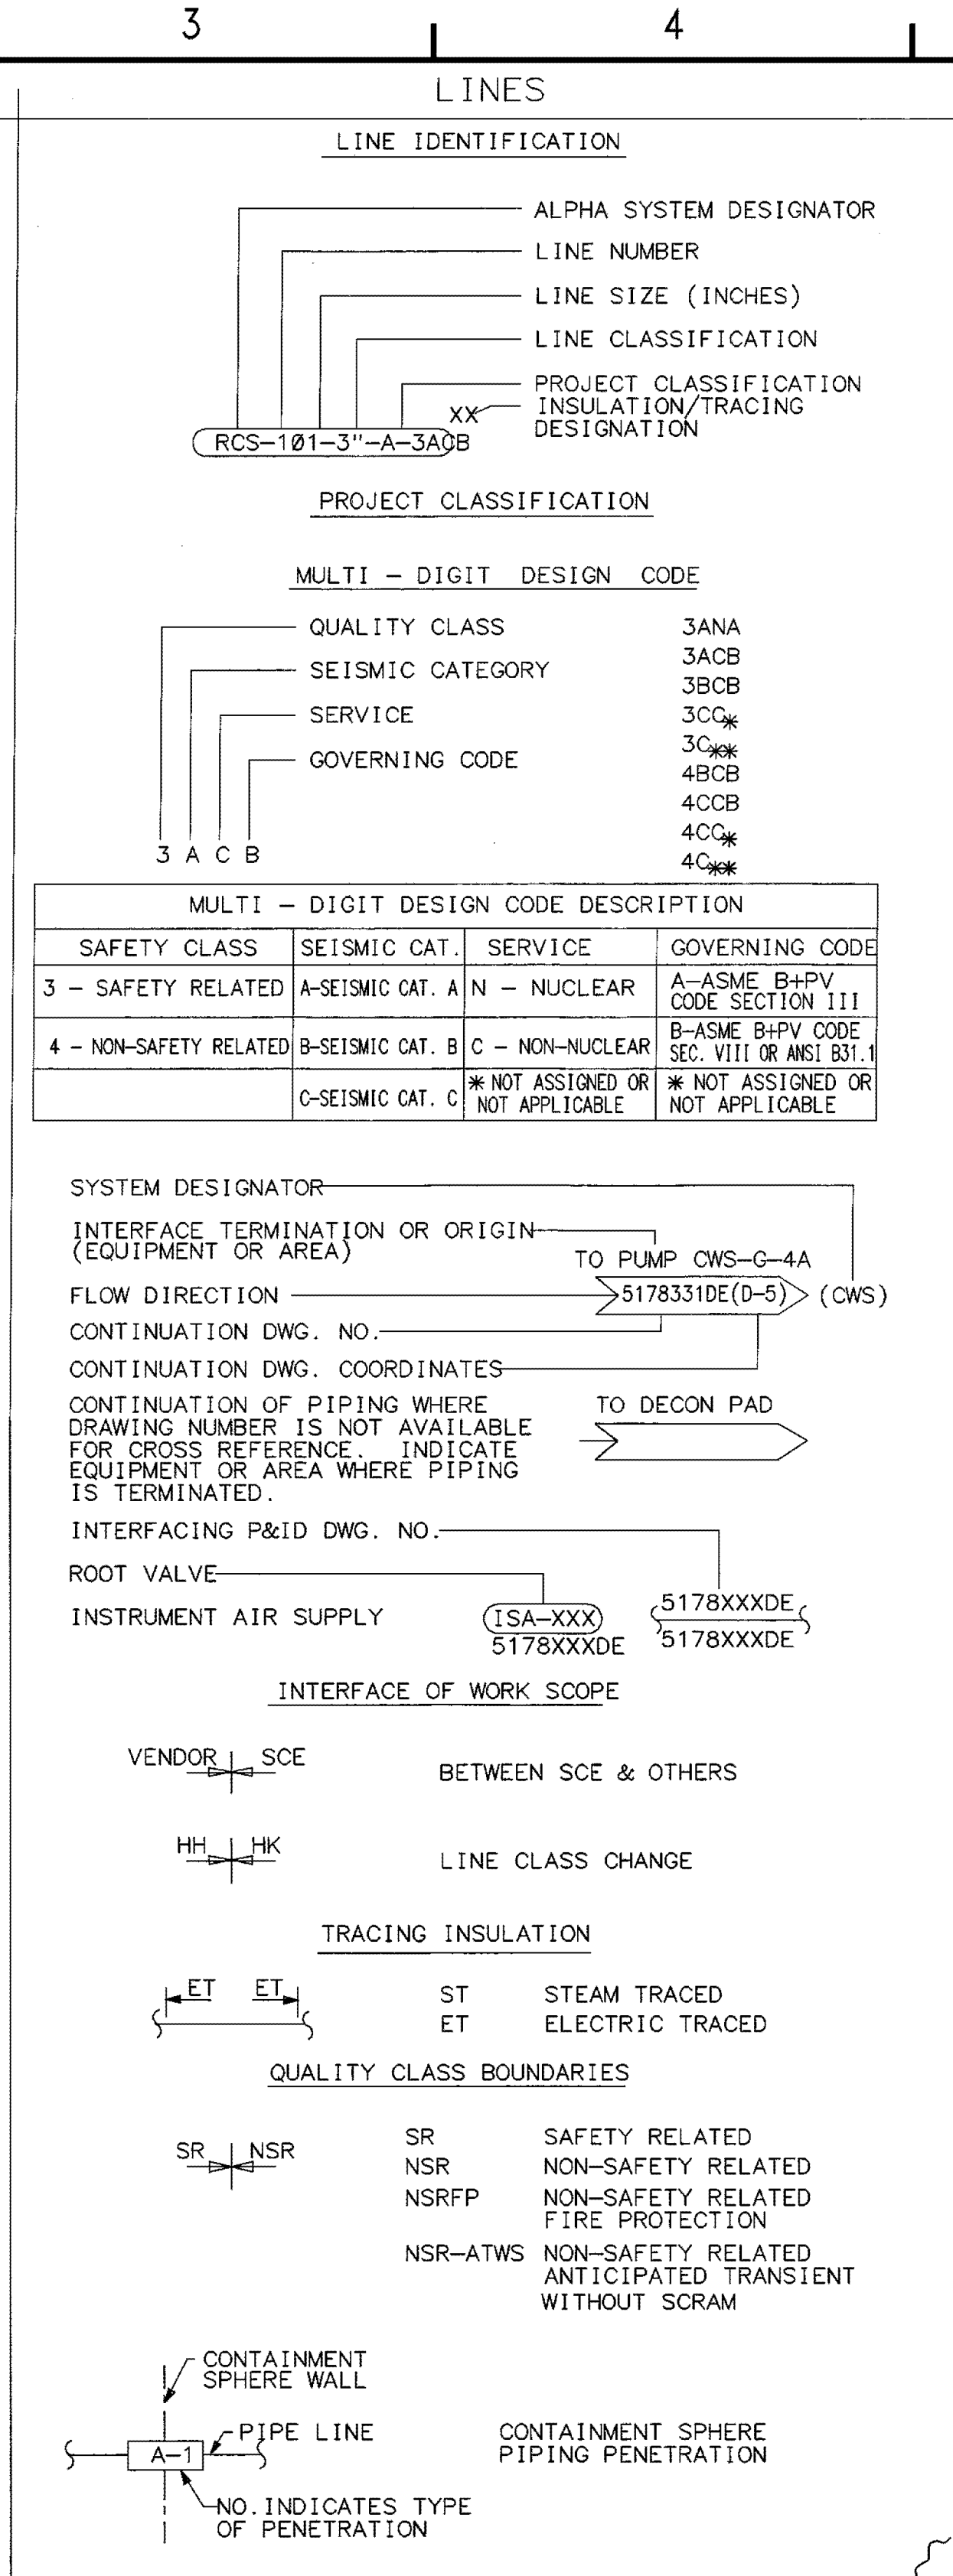 3 4
LINES
LINE IDENTIFICATION
ALPHA SYSTEM DESIGNATOR
LINE NUMBER
LINE SIZE (INCHES)
LINE CLASSIFICATION
PROJECT CLASSIFICATION
XX INSULATION/TRACING
DESIGNATION
RCS-101-3"-A-3ACB
PROJECT CLASSIFICATION
MULTI - DIGIT DESIGN CODE
QUALITY CLASS
SEISMIC CATEGORY
SERVICE
GOVERNING CODE
3 A C B
3ANA
3ACB
3BCB
3CC*
3C**
4BCB
4CCB
4CC*
4C**
MULTI - DIGIT DESIGN CODE DESCRIPTION
SAFETY CLASS SEISMIC CAT. SERVICE GOVERNING CODE
3 - SAFETY RELATED A-SEISMIC CAT. A N - NUCLEAR A-ASME B+PV
CODE SECTION III
4 - NON-SAFETY RELATED B-SEISMIC CAT. B C - NON-NUCLEAR B-ASME B+PV CODE
SEC. VIII OR ANSI B31.1
C-SEISMIC CAT. C * NOT ASSIGNED OR * NOT ASSIGNED OR
NOT APPLICABLE NOT APPLICABLE
SYSTEM DESIGNATOR
INTERFACE TERMINATION OR ORIGIN
(EQUIPMENT OR AREA)
TO PUMP CWS-G-4A
FLOW DIRECTION 5178331DE(D-5) (CWS)
CONTINUATION DWG. NO.
CONTINUATION DWG. COORDINATES
CONTINUATION OF PIPING WHERE
DRAWING NUMBER IS NOT AVAILABLE
FOR CROSS REFERENCE. INDICATE
EQUIPMENT OR AREA WHERE PIPING
IS TERMINATED.
TO DECON PAD
INTERFACING P&ID DWG. NO.
ROOT VALVE
INSTRUMENT AIR SUPPLY
ISA-XXX
5178XXXDE
5178XXXDE
5178XXXDE
INTERFACE OF WORK SCOPE
VENDOR SCE BETWEEN SCE & OTHERS
HH HK LINE CLASS CHANGE
TRACING INSULATION
ET ET
ST STEAM TRACED
ET ELECTRIC TRACED
QUALITY CLASS BOUNDARIES
SR NSR
SR SAFETY RELATED
NSR NON-SAFETY RELATED
NSRFP NON-SAFETY RELATED
FIRE PROTECTION
NSR-ATWS NON-SAFETY RELATED
ANTICIPATED TRANSIENT
WITHOUT SCRAM
CONTAINMENT
SPHERE WALL
PIPE LINE
A-1
NO. INDICATES TYPE
OF PENETRATION
CONTAINMENT SPHERE
PIPING PENETRATION